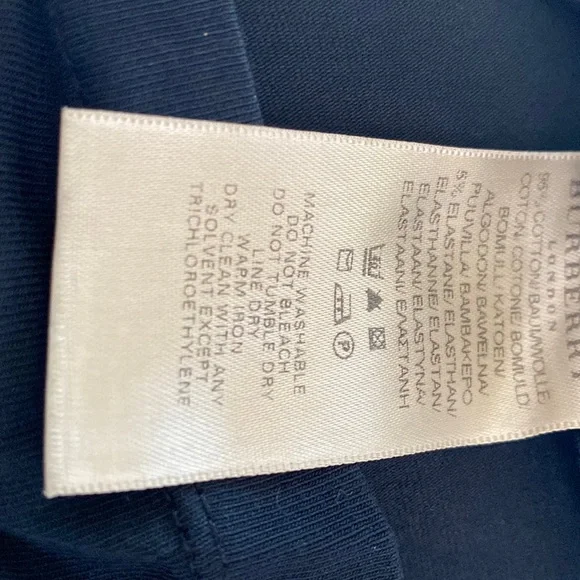 BURBERRY
LONDON
95% COTTON/BAUMWOLLE/
COTON/COTONE/BOMULD/
BOMULL/KATOEN/
ALGODON/BAWEŁNA/
PUUVILLA/ΒΑΜΒΑΚΕΡΟ
5% ELASTANE/ELASTHAN/
ELASTHANNE/ELASTAN/
ELASTAAN/ELASTYNA/
ELASTAANI/ΕΛΑΣΤΑΝΗ
P
MACHINE WASHABLE
DO NOT BLEACH
DO NOT TUMBLE DRY
LINE DRY
WARM IRON
DRY CLEAN WITH ANY
SOLVENT EXCEPT
TRICHLOROETHYLENE